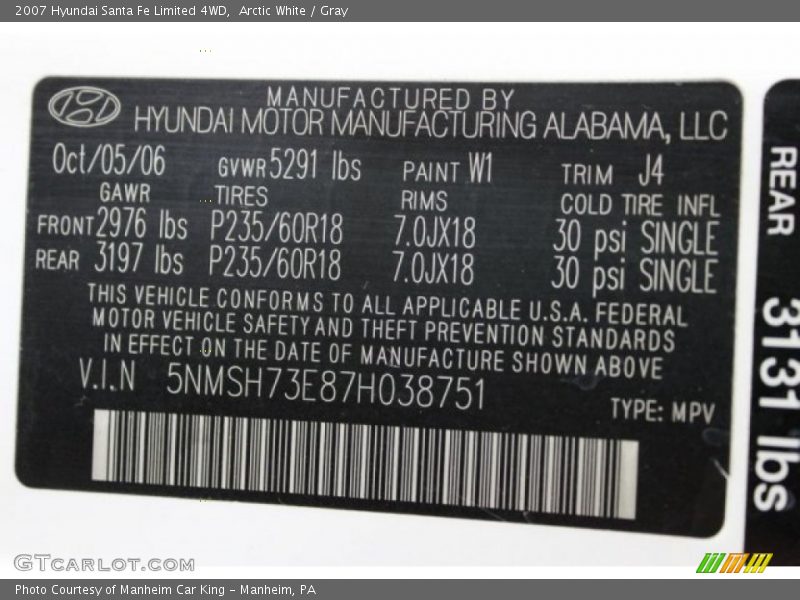 2007 Hyundai Santa Fe Limited 4WD,  Arctic White / Gray
MANUFACTURED BY
HYUNDAI MOTOR MANUFACTURING ALABAMA, LLC
Oct/05/06 GVWR 5291 lbs PAINT W1 TRIM J4
GAWR TIRES RIMS COLD TIRE INFL
FRONT 2976 lbs P235/60R18 7.0JX18 30 psi SINGLE
REAR 3197 lbs P235/60R18 7.0JX18 30 psi SINGLE
THIS VEHICLE CONFORMS TO ALL APPLICABLE U.S.A. FEDERAL
MOTOR VEHICLE SAFETY AND THEFT PREVENTION STANDARDS
IN EFFECT ON THE DATE OF MANUFACTURE SHOWN ABOVE
V.I.N 5NMSH73E87H038751
TYPE: MPV
REAR 3131 lbs
GTCARLOT.COM
Photo Courtesy of Manheim Car King - Manheim, PA